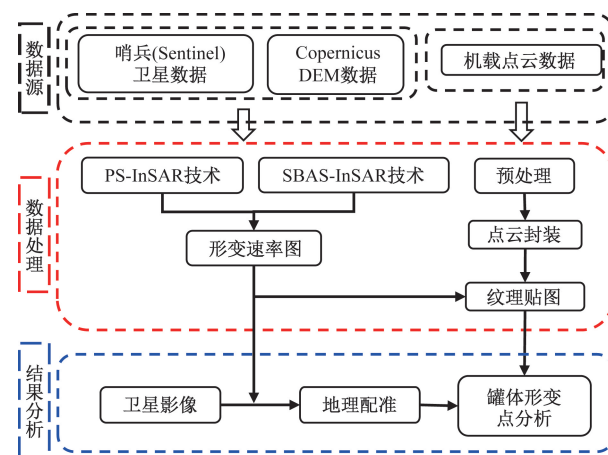 数据源
哨兵(Sentinel)
卫星数据
Copernicus
DEM数据
机载点云数据
数据处理
PS-InSAR技术
SBAS-InSAR技术
预处理
形变速率图
点云封装
纹理贴图
结果分析
卫星影像
地理配准
罐体形变
点分析